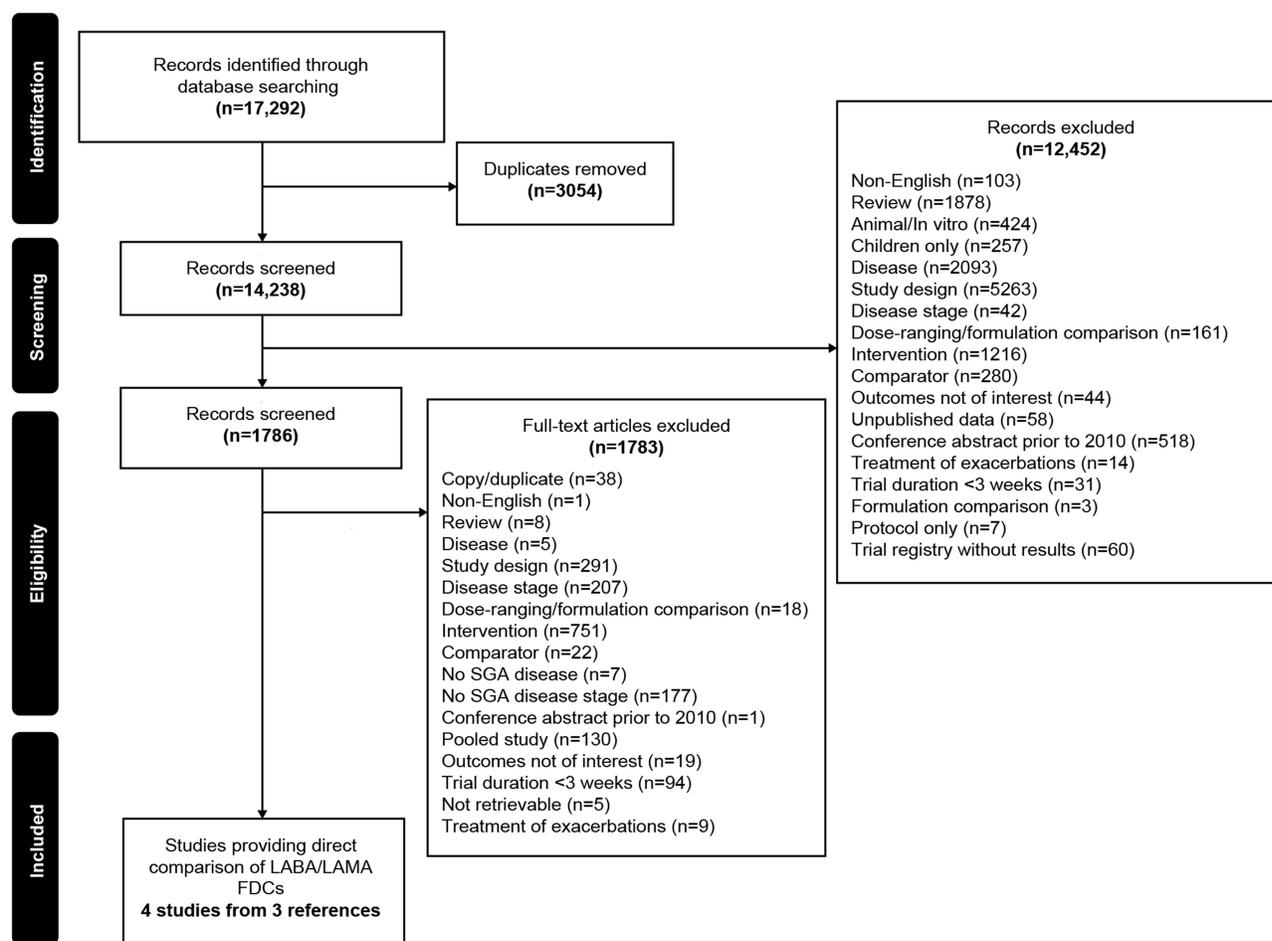 Identification
Records identified through
database searching
(n=17,292)
Duplicates removed
(n=3054)
Screening
Records screened
(n=14,238)
Records excluded
(n=12,452)
Non-English (n=103)
Review (n=1878)
Animal/In vitro (n=424)
Children only (n=257)
Disease (n=2093)
Study design (n=5263)
Disease stage (n=42)
Dose-ranging/formulation comparison (n=161)
Intervention (n=1216)
Comparator (n=280)
Outcomes not of interest (n=44)
Unpublished data (n=58)
Conference abstract prior to 2010 (n=518)
Treatment of exacerbations (n=14)
Trial duration <3 weeks (n=31)
Formulation comparison (n=3)
Protocol only (n=7)
Trial registry without results (n=60)
Eligibility
Records screened
(n=1786)
Full-text articles excluded
(n=1783)
Copy/duplicate (n=38)
Non-English (n=1)
Review (n=8)
Disease (n=5)
Study design (n=291)
Disease stage (n=207)
Dose-ranging/formulation comparison (n=18)
Intervention (n=751)
Comparator (n=22)
No SGA disease (n=7)
No SGA disease stage (n=177)
Conference abstract prior to 2010 (n=1)
Pooled study (n=130)
Outcomes not of interest (n=19)
Trial duration <3 weeks (n=94)
Not retrievable (n=5)
Treatment of exacerbations (n=9)
Included
Studies providing direct
comparison of LABA/LAMA
FDCs
4 studies from 3 references